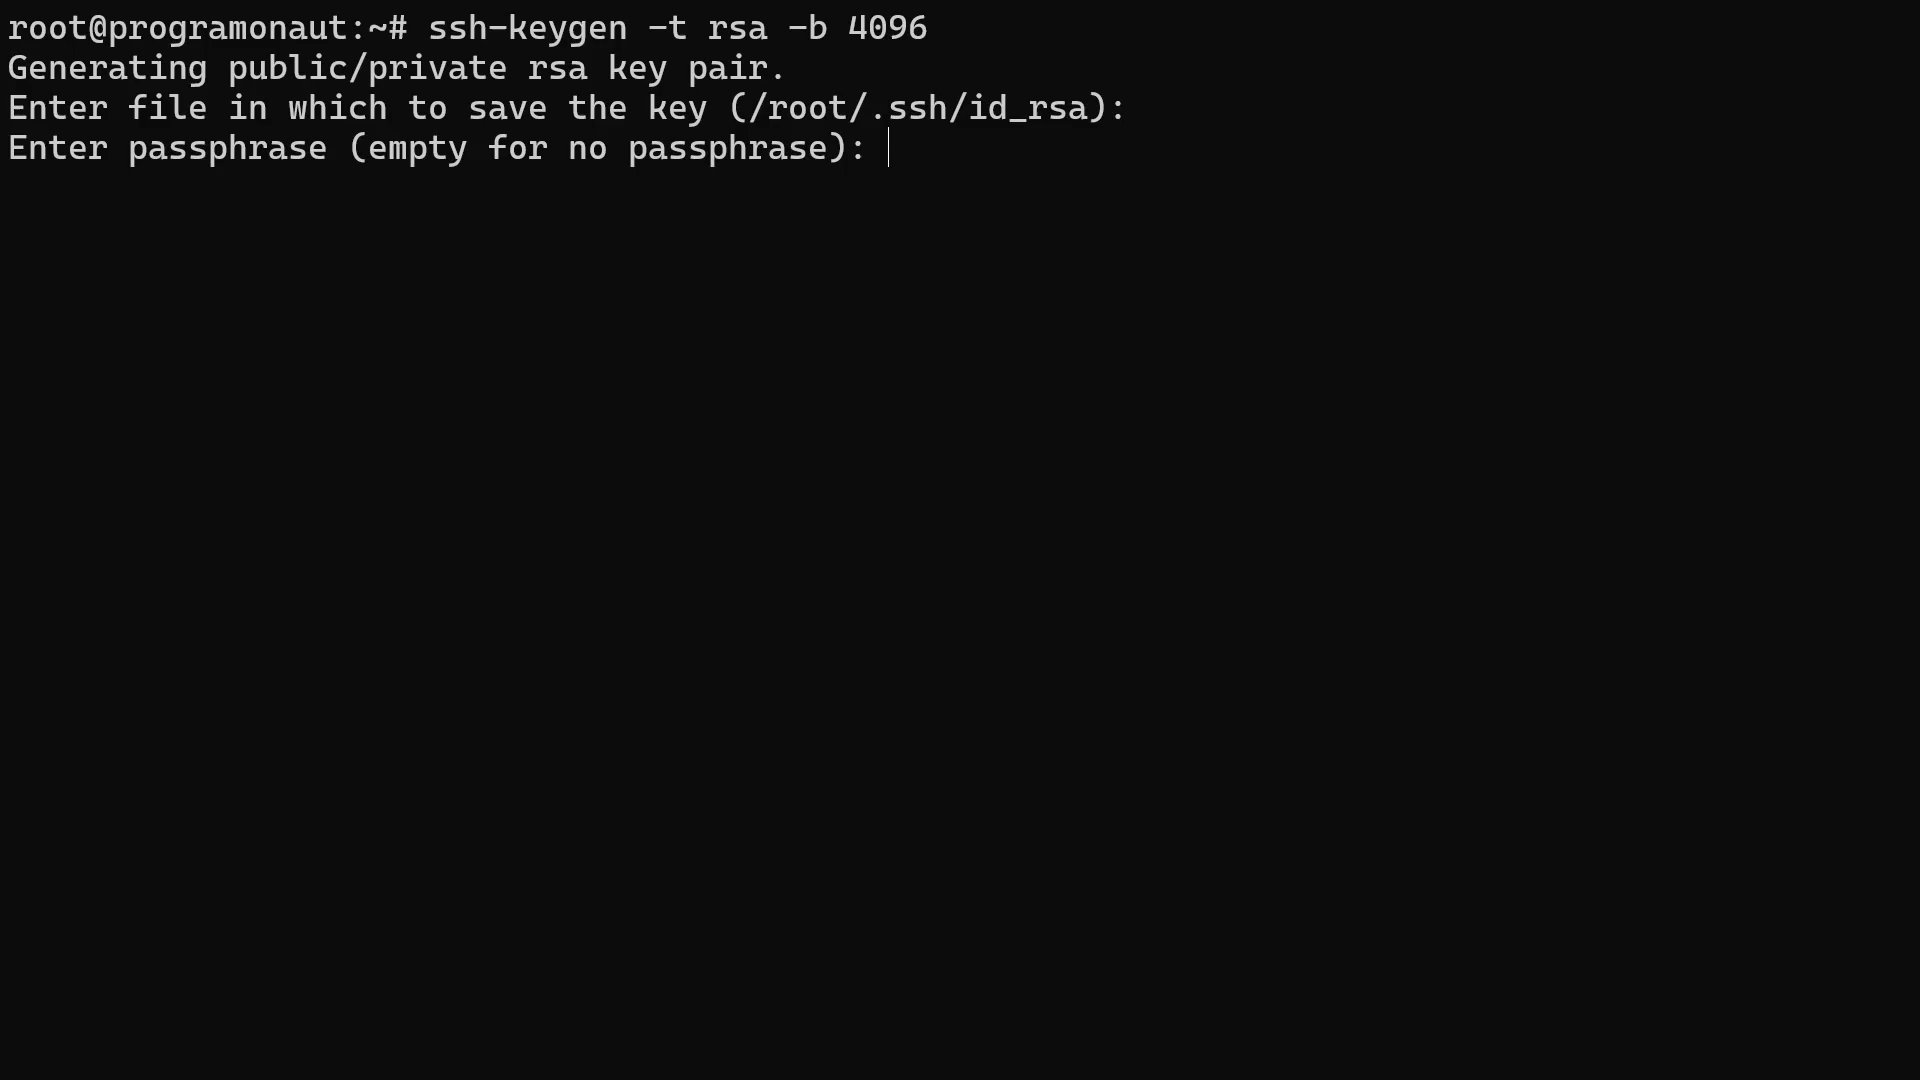 root@programonaut:~# ssh-keygen -t rsa -b 4096
Generating public/private rsa key pair.
Enter file in which to save the key (/root/.ssh/id_rsa):
Enter passphrase (empty for no passphrase):